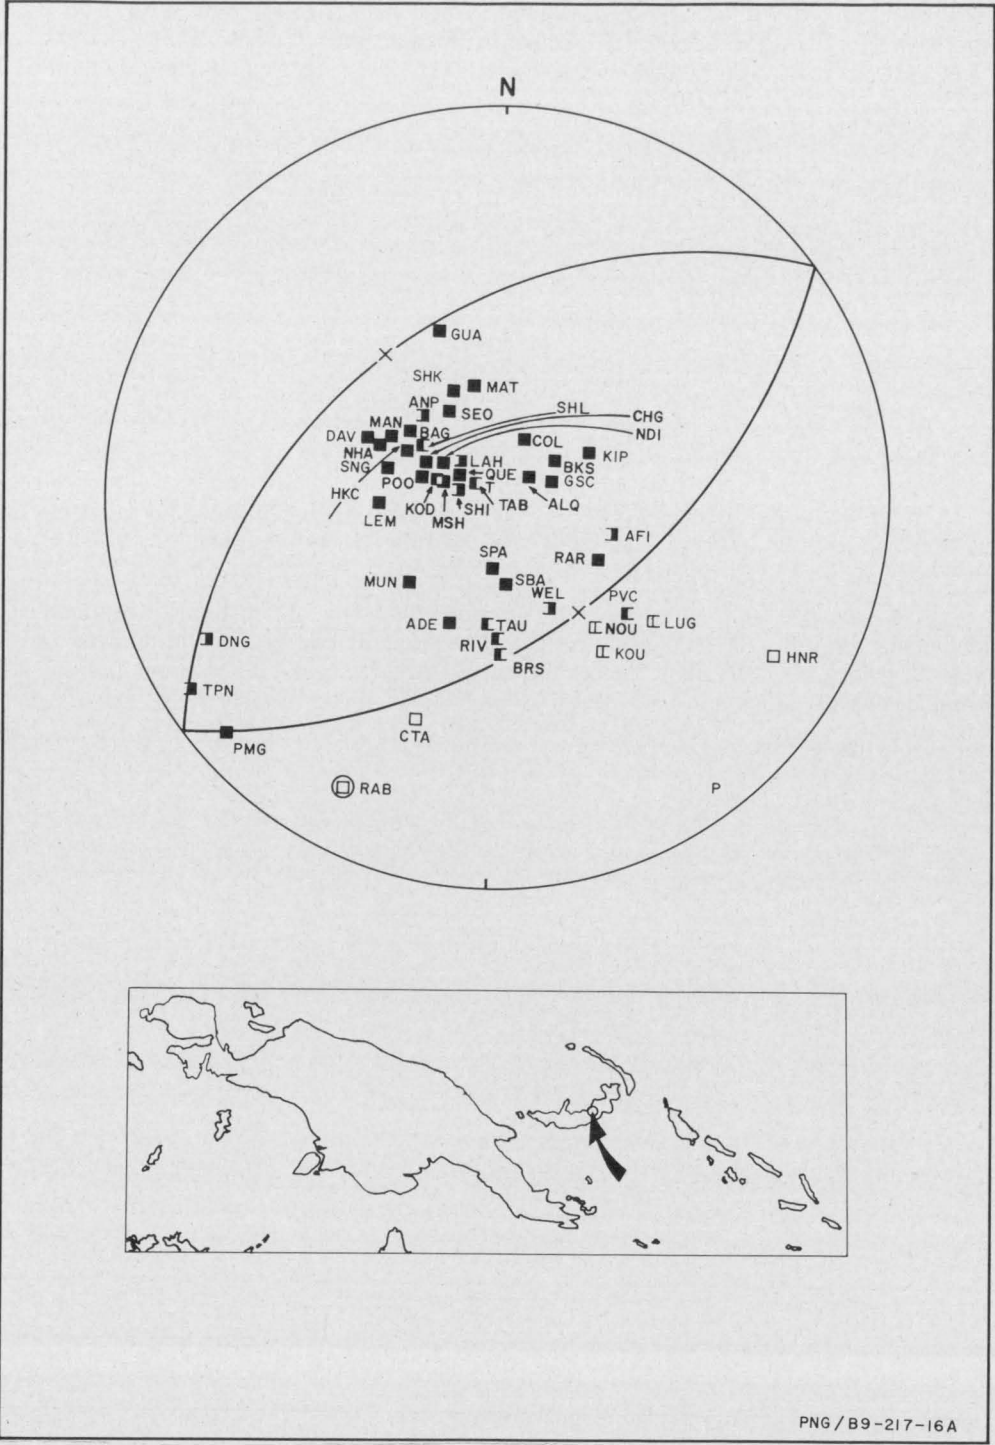 N
GUA
SHK
MAT
ANP
SEO
SHL
CHG
NDI
MAN
BAG
DAV
NHA
COL
KIP
BKS
LAH
SNG
QUE
GSC
POO
T
HKC
KOD
SHI
TAB
ALQ
LEM
MSH
AFI
RAR
SPA
MUN
SBA
WEL
PVC
ADE
TAU
NOU
LUG
DNG
RIV
KOU
HNR
BRS
TPN
CTA
PMG
RAB
P
PNG/B9-217-16A